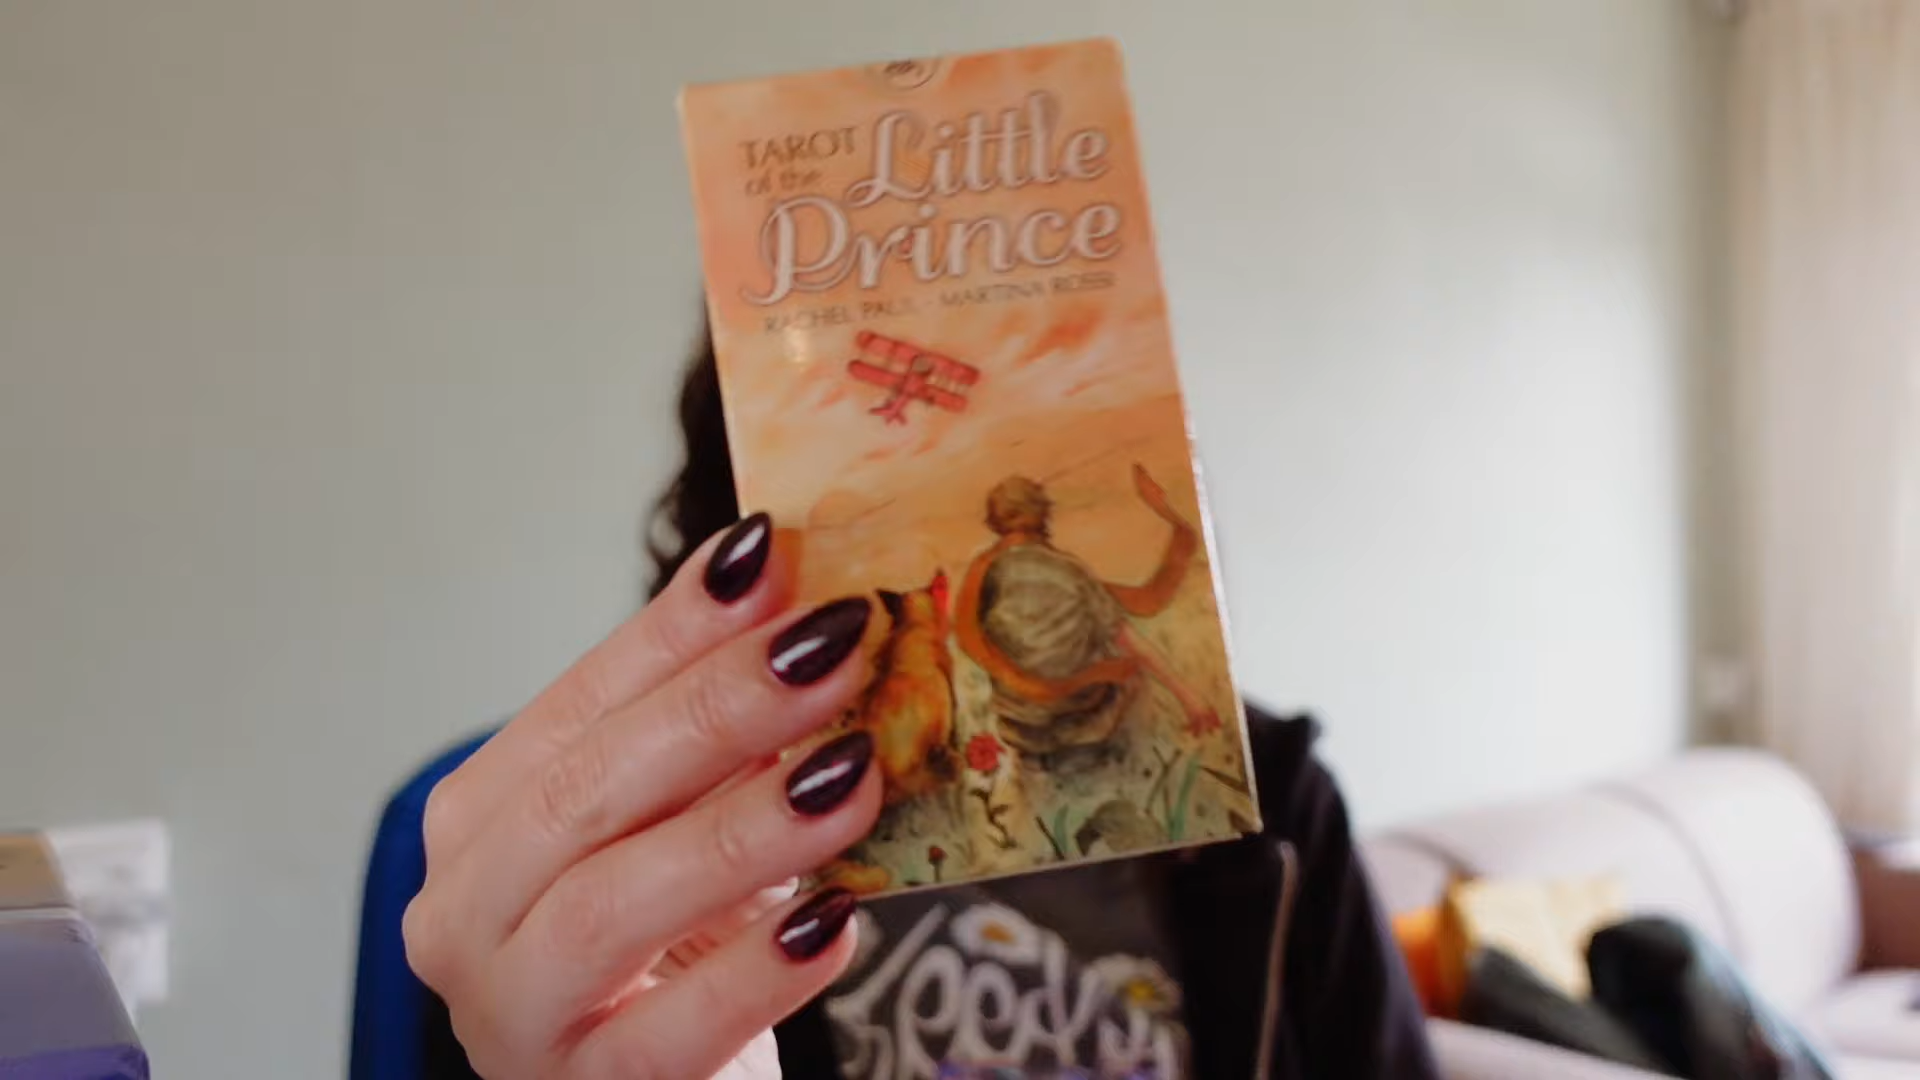 TAROT
of the
Little
Prince
RACHEL PAUL - MARTINA ROSSI